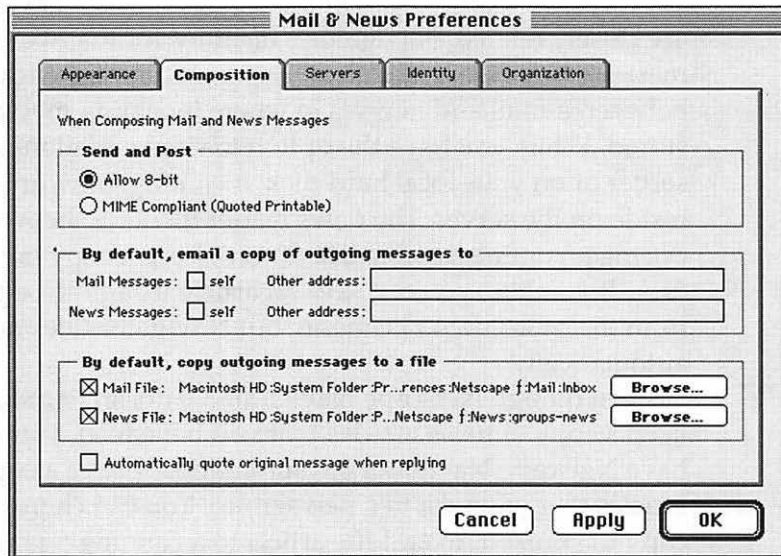 Mail & News Preferences
Appearance Composition Servers Identity Organization
When Composing Mail and News Messages
Send and Post
Allow 8-bit
MIME Compliant (Quoted Printable)
By default, email a copy of outgoing messages to
Mail Messages: self Other address:
News Messages: self Other address:
By default, copy outgoing messages to a file
Mail File: Macintosh HD:System Folder:Pr...rences:Netscape ƒ:Mail:Inbox Browse...
News File: Macintosh HD:System Folder:P...Netscape ƒ:News:groups-news Browse...
Automatically quote original message when replying
Cancel Apply OK